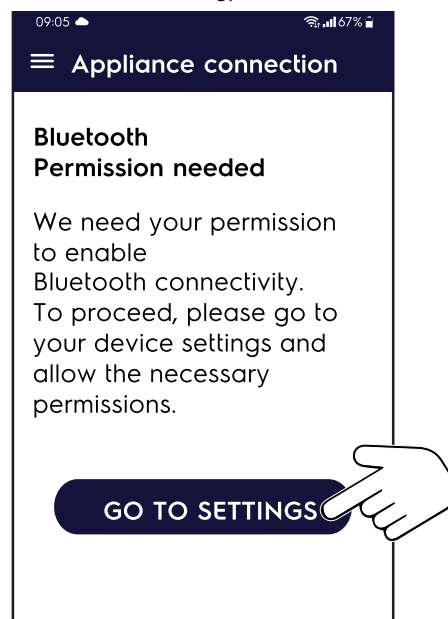 09:05 67%
Appliance connection
Bluetooth
Permission needed
We need your permission
to enable
Bluetooth connectivity.
To proceed, please go to
your device settings and
allow the necessary
permissions.
GO TO SETTINGS